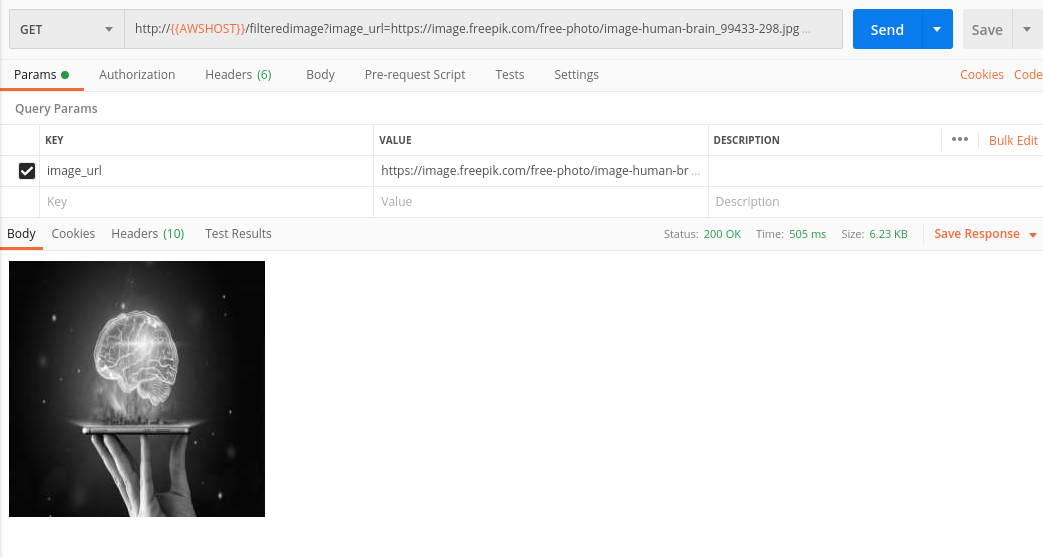 GET http://{{AWSHOST}}/filteredimage?image_url=https://image.freepik.com/free-photo/image-human-brain_99433-298.jpg ... Send Save
Params Authorization Headers (6) Body Pre-request Script Tests Settings Cookies Code
Query Params
KEY VALUE DESCRIPTION ••• Bulk Edit
image_url https://image.freepik.com/free-photo/image-human-br ...
Key Value Description
Body Cookies Headers (10) Test Results Status: 200 OK Time: 505 ms Size: 6.23 KB Save Response